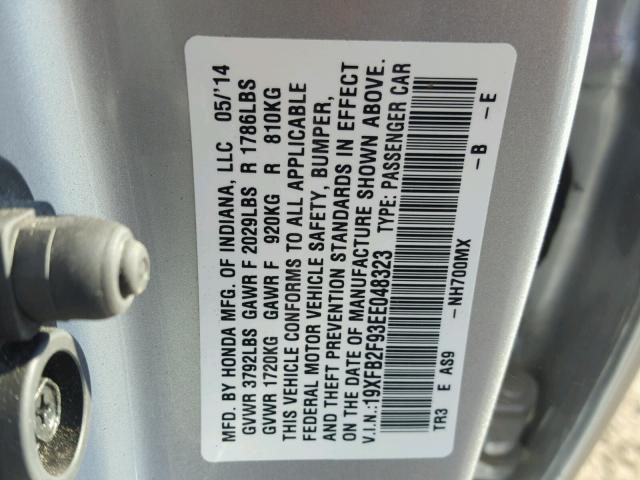 MFD. BY HONDA MFG. OF INDIANA, LLC 05/'14
GVWR 3792LBS GAWR F 2029LBS R 1786LBS
GVWR 1720KG GAWR F 920KG R 810KG
THIS VEHICLE CONFORMS TO ALL APPLICABLE
FEDERAL MOTOR VEHICLE SAFETY, BUMPER,
AND THEFT PREVENTION STANDARDS IN EFFECT
ON THE DATE OF MANUFACTURE SHOWN ABOVE.
V.I.N.:19XFB2F93EE048323 TYPE: PASSENGER CAR
-NH700MX -B -E
TR3 E AS9